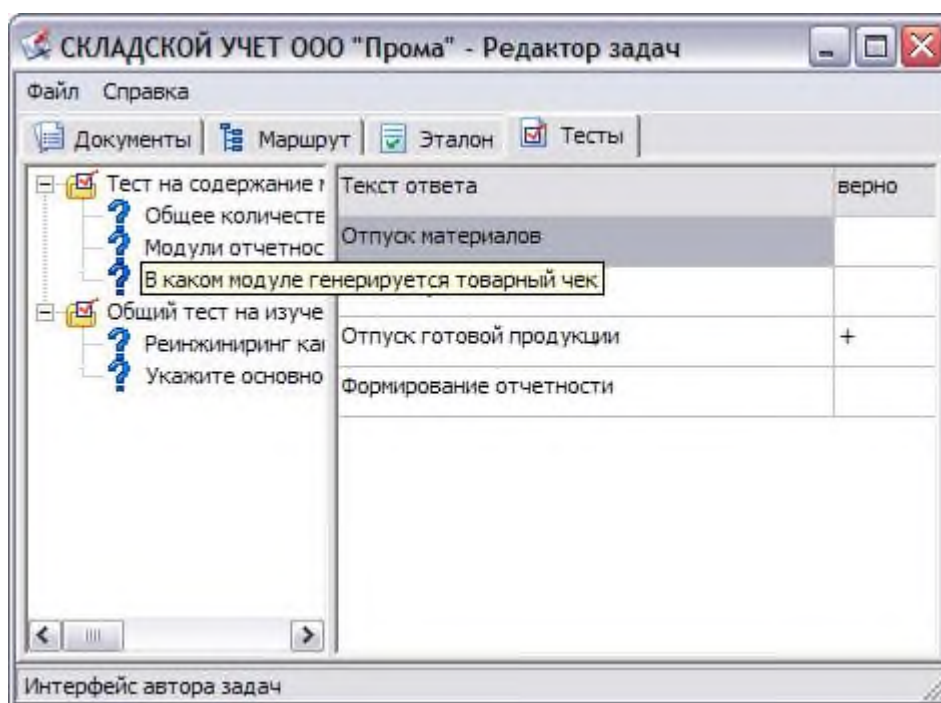 СКЛАДСКОЙ УЧЕТ ООО "Прома" - Редактор задач
Файл Справка
Документы Маршрут Эталон Тесты
Тест на содержание
Общее количеств
Модули отчетнос
В каком модуле генерируется товарный чек
Общий тест на изуче
Реинжиниринг
Укажите основно
Текст ответа верно
Отпуск материалов
Отпуск готовой продукции +
Формирование отчетности
Интерфейс автора задач